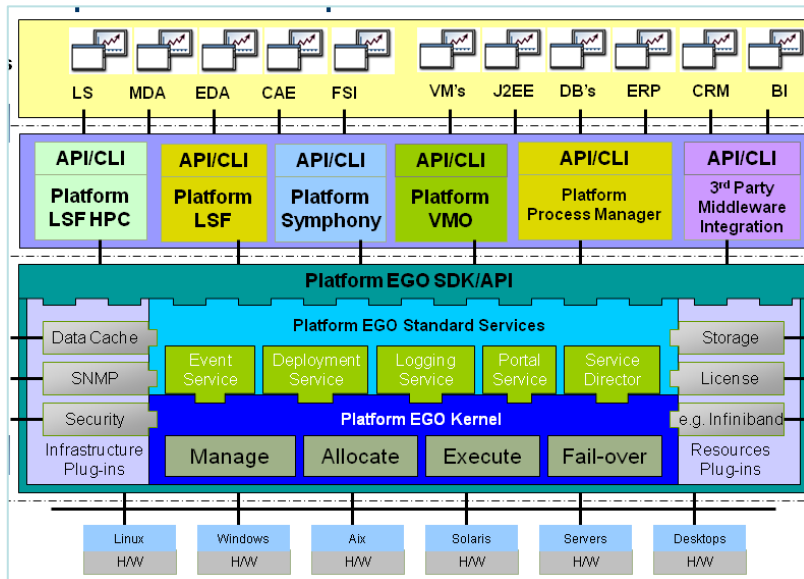 LS MDA EDA CAE FSI VM's J2EE DB's ERP CRM BI
API/CLI API/CLI API/CLI API/CLI API/CLI API/CLI
Platform
LSF HPC
Platform
LSF
Platform
Symphony
Platform
VMO
Platform
Process Manager
3rd Party
Middleware
Integration
Platform EGO SDK/API
Platform EGO Standard Services
Data Cache
SNMP
Security
Infrastructure
Plug-ins
Event
Service
Deployment
Service
Logging
Service
Portal
Service
Service
Director
Platform EGO Kernel
Manage Allocate Execute Fail-over
Storage
License
e.g. Infiniband
Resources
Plug-ins
Linux Windows Aix Solaris Servers Desktops
H/W H/W H/W H/W H/W H/W